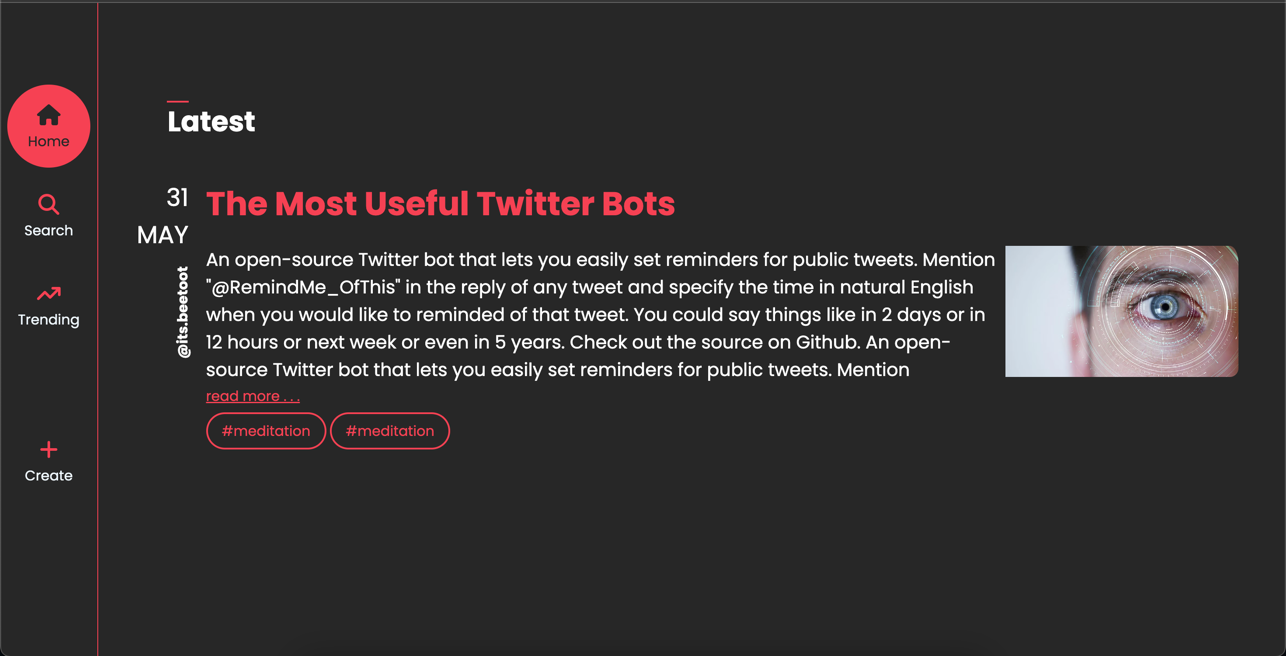 Home
Search
Trending
Create
Latest
31
MAY
@its.beetoot
The Most Useful Twitter Bots
An open-source Twitter bot that lets you easily set reminders for public tweets. Mention
"@RemindMe_OfThis" in the reply of any tweet and specify the time in natural English
when you would like to reminded of that tweet. You could say things like in 2 days or in
12 hours or next week or even in 5 years. Check out the source on Github. An open-
source Twitter bot that lets you easily set reminders for public tweets. Mention
read more . . .
#meditation #meditation